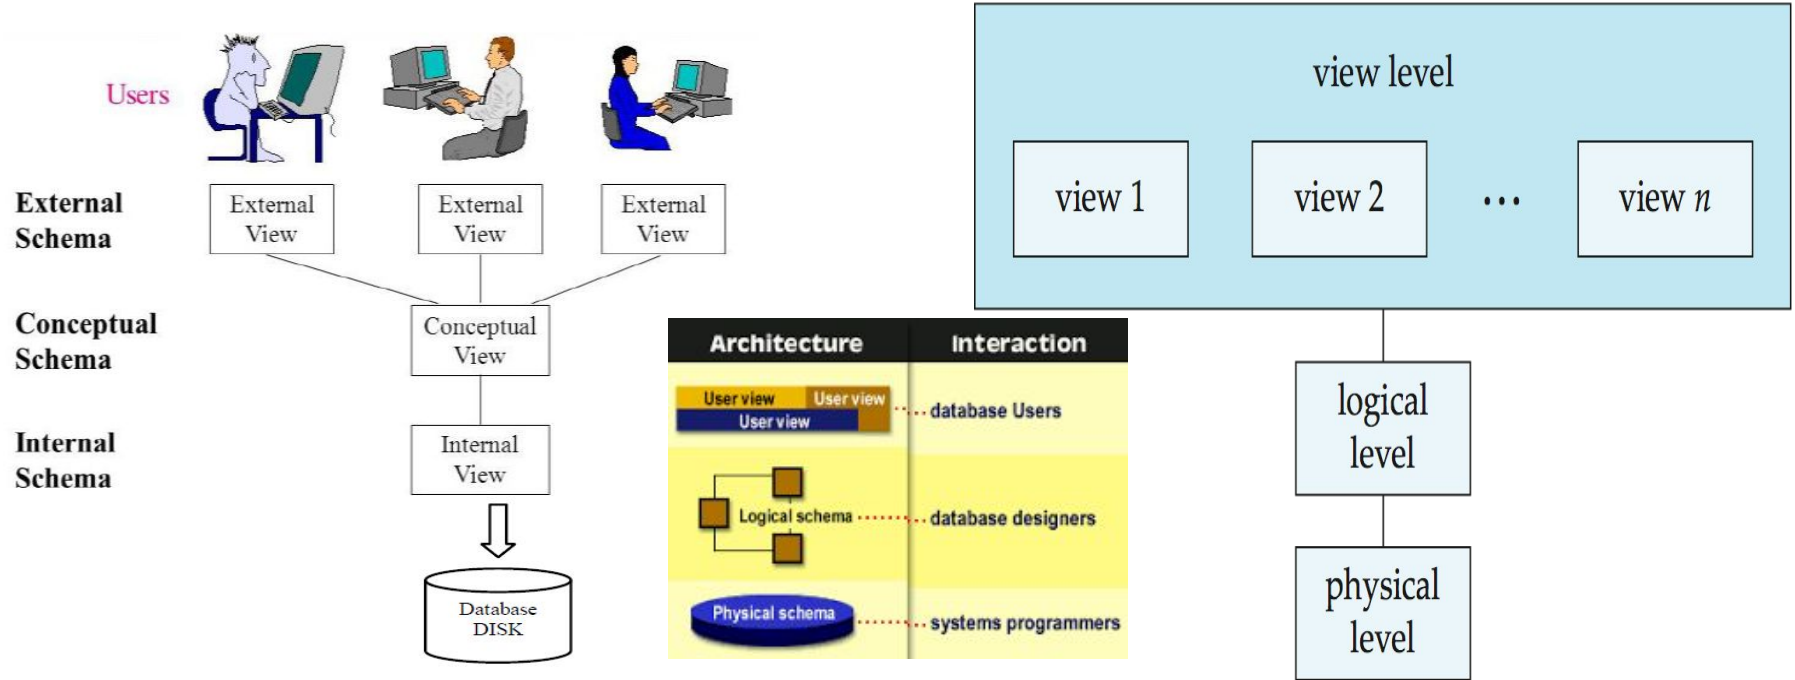 Users
External
Schema
External
View
External
View
External
View
Conceptual
Schema
Conceptual
View
Internal
Schema
Internal
View
Database
DISK
Architecture
Interaction
User view
User view
User view
database Users
Logical schema
database designers
Physical schema
systems programmers
view level
view 1
view 2
...
view n
logical
level
physical
level